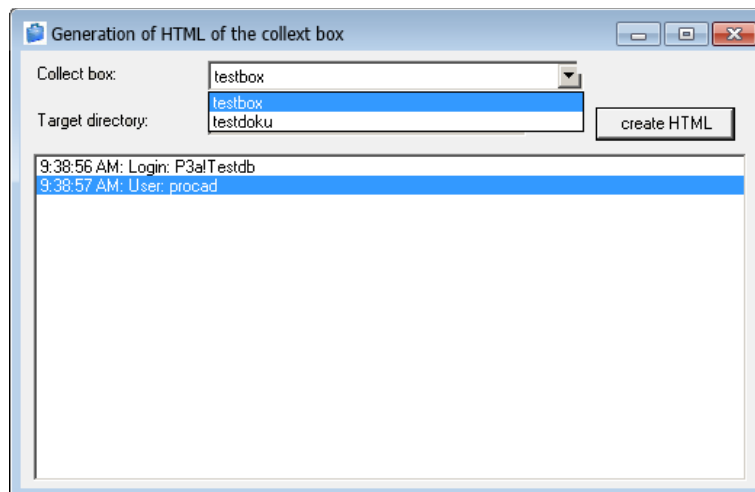 Generation of HTML of the collext box
Collect box:
testbox
testbox
testdoku
Target directory:
create HTML
9:38:56 AM: Login: P3a!Testdb
9:38:57 AM: User: procad